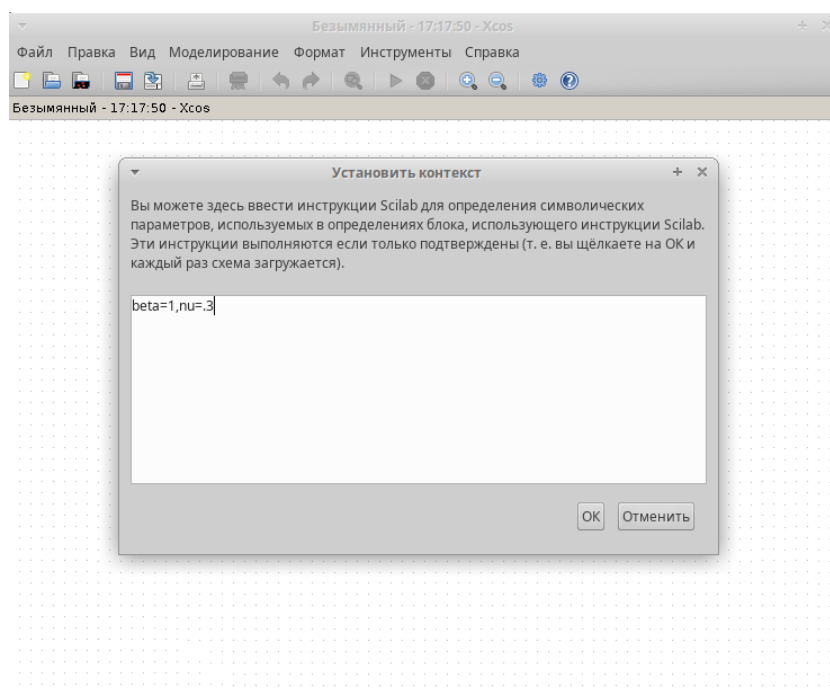 Безымянный - 17:17:50 - Xcos
Файл Правка Вид Моделирование Формат Инструменты Справка
Безымянный - 17:17:50 - Xcos
Установить контекст
Вы можете здесь ввести инструкции Scilab для определения символических
параметров, используемых в определениях блока, использующего инструкции Scilab.
Эти инструкции выполняются если только подтверждены (т. е. вы щёлкаете на ОК и
каждый раз схема загружается).
beta=1,nu=.3
ОК Отменить